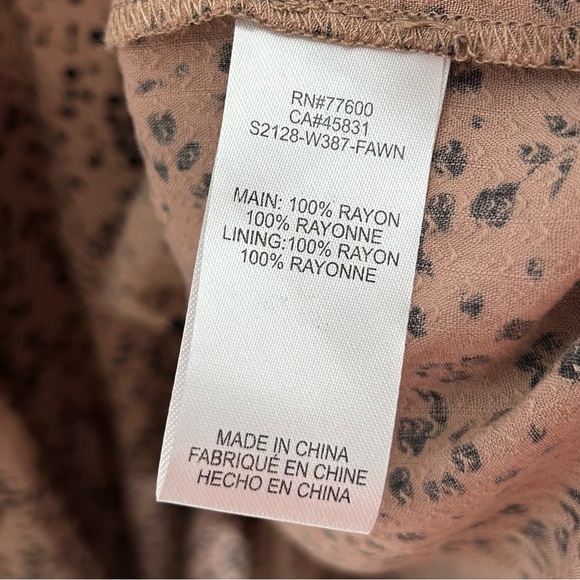 RN#77600
CA#45831
S2128-W387-FAWN
MAIN: 100% RAYON
100% RAYONNE
LINING:100% RAYON
100% RAYONNE
MADE IN CHINA
FABRIQUÉ EN CHINE
HECHO EN CHINA